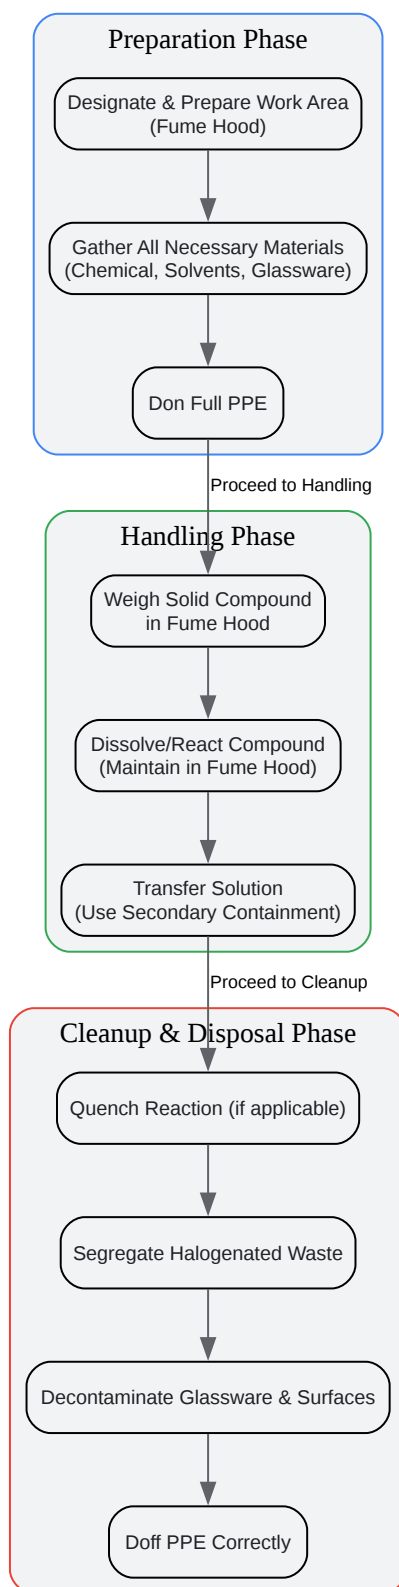 Preparation Phase
Designate & Prepare Work Area
(Fume Hood)
Gather All Necessary Materials
(Chemical, Solvents, Glassware)
Don Full PPE
Proceed to Handling
Handling Phase
Weigh Solid Compound
in Fume Hood
Dissolve/React Compound
(Maintain in Fume Hood)
Transfer Solution
(Use Secondary Containment)
Proceed to Cleanup
Cleanup & Disposal Phase
Quench Reaction (if applicable)
Segregate Halogenated Waste
Decontaminate Glassware & Surfaces
Doff PPE Correctly